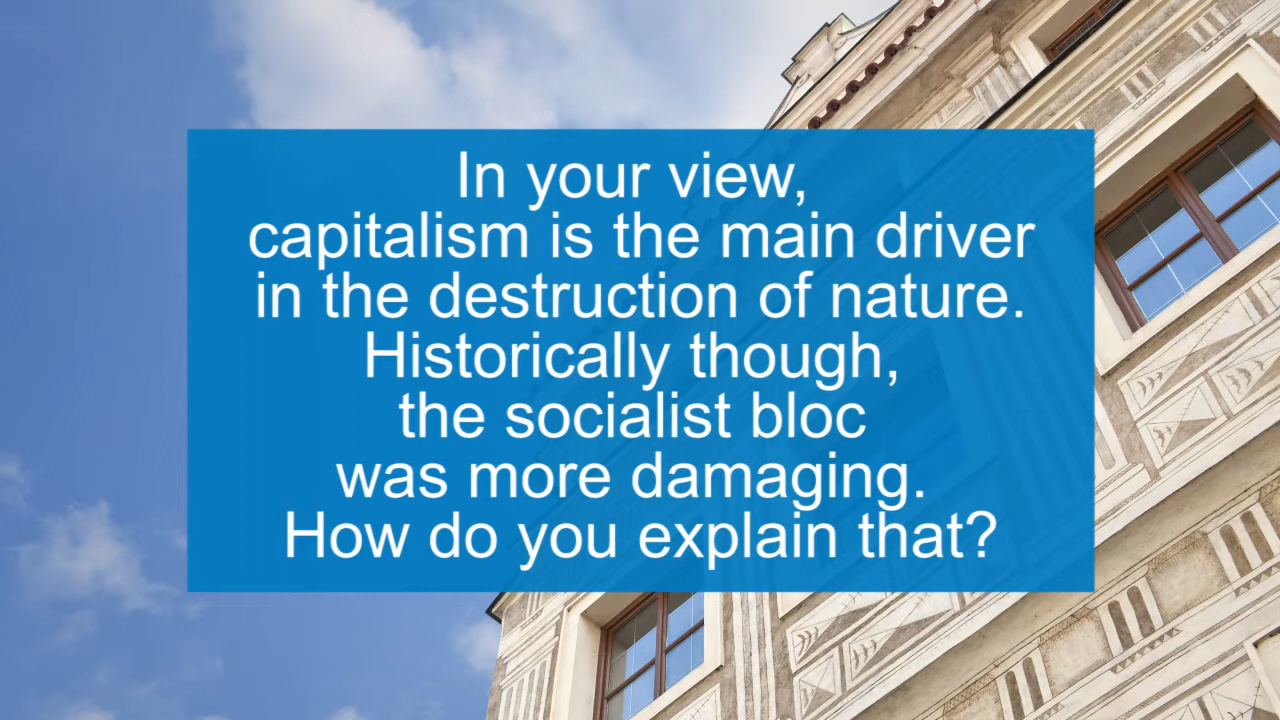 In your view,
capitalism is the main driver
in the destruction of nature.
Historically though,
the socialist bloc
was more damaging.
How do you explain that?